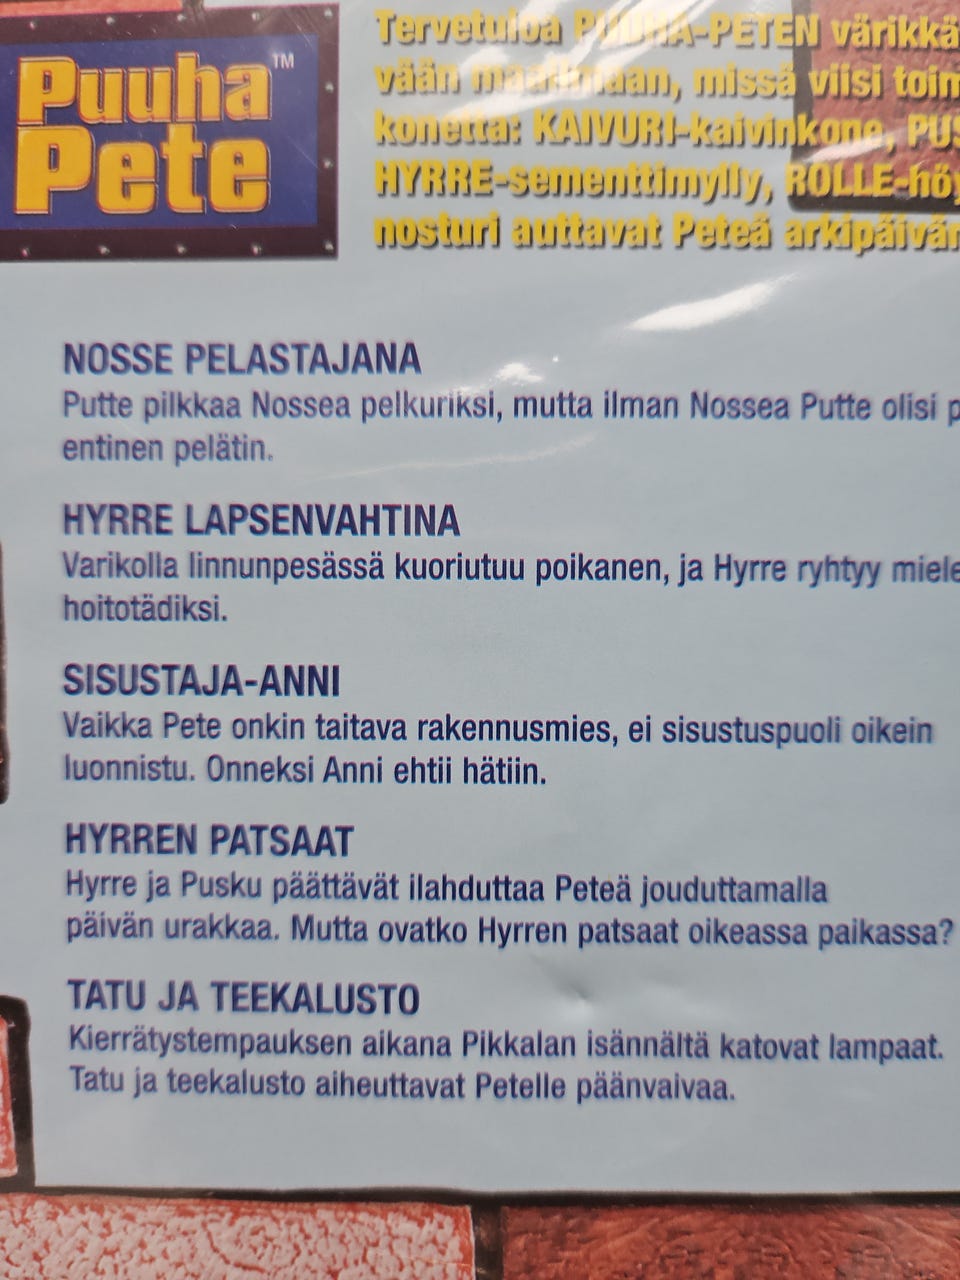 Puuha
Pete™
Tervetuloa PUUHA-PETEN värikkä
vään maailmaan, missä viisi toim
konetta: KAIVURI-kaivinkone, PUS
HYRRE-sementtimylly, ROLLE-höy
nosturi auttavat Peteä arkipäivän
NOSSE PELASTAJANA
Putte pilkkaa Nossea pelkuriksi, mutta ilman Nossea Putte olisi p
entinen pelätin.
HYRRE LAPSENVAHTINA
Varikolla linnunpesässä kuoriutuu poikanen, ja Hyrre ryhtyy miele
hoitotädiksi.
SISUSTAJA-ANNI
Vaikka Pete onkin taitava rakennusmies, ei sisustuspuoli oikein
luonnistu. Onneksi Anni ehtii hätiin.
HYRREN PATSAAT
Hyrre ja Pusku päättävät ilahduttaa Peteä jouduttamalla
päivän urakkaa. Mutta ovatko Hyrren patsaat oikeassa paikassa?
TATU JA TEEKALUSTO
Kierrätystempauksen aikana Pikkalan isännältä katovat lampaat.
Tatu ja teekalusto aiheuttavat Petelle päänvaivaa.